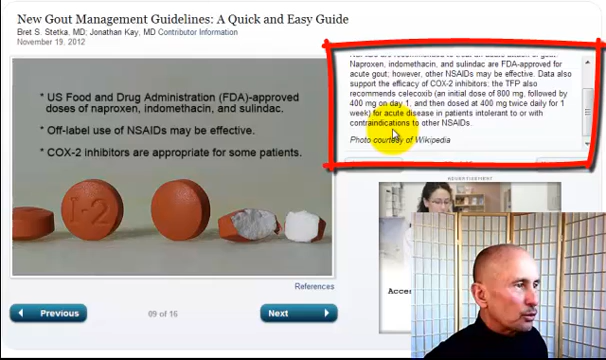 New Gout Management Guidelines: A Quick and Easy Guide
Bret S. Stetka, MD; Jonathan Kay, MD Contributor Information
November 19, 2012
* US Food and Drug Administration (FDA)-approved
doses of naproxen, indomethacin, and sulindac.
* Off-label use of NSAIDs may be effective.
* COX-2 inhibitors are appropriate for some patients.
I-2
References
Previous
09 of 16
Next
Naproxen, indomethacin, and sulindac are FDA-approved for
acute gout; however, other NSAIDs may be effective. Data also
support the efficacy of COX-2 inhibitors: the TFP also
recommends celecoxib (an initial dose of 800 mg, followed by
400 mg on day 1, and then dosed at 400 mg twice daily for 1
week) for acute disease in patients intolerant to or with
contraindications to other NSAIDs.
Photo courtesy of Wikipedia
ADVERTISEMENT
Acce